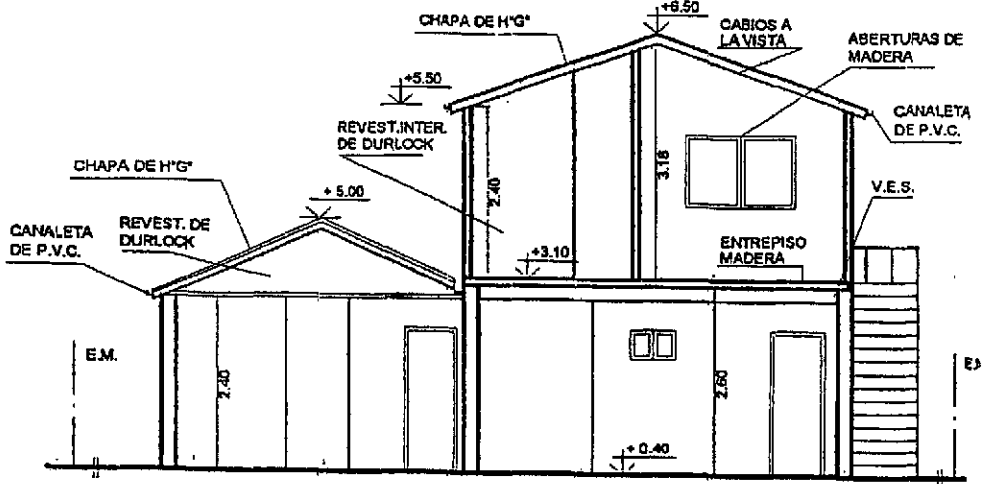 +6.50
CHAPA DE HºGº
CABIOS A
LA VISTA
ABERTURAS DE
MADERA
+5.50
CANALETA
DE P.V.C.
REVEST.INTER.
DE DURLOCK
CHAPA DE HºGº
2.40
3.18
V.E.S.
+ 5.00
CANALETA
DE P.V.C.
REVEST. DE
DURLOCK
+3.10
ENTREPISO
MADERA
E.M.
2.40
2.60
+ 0.40